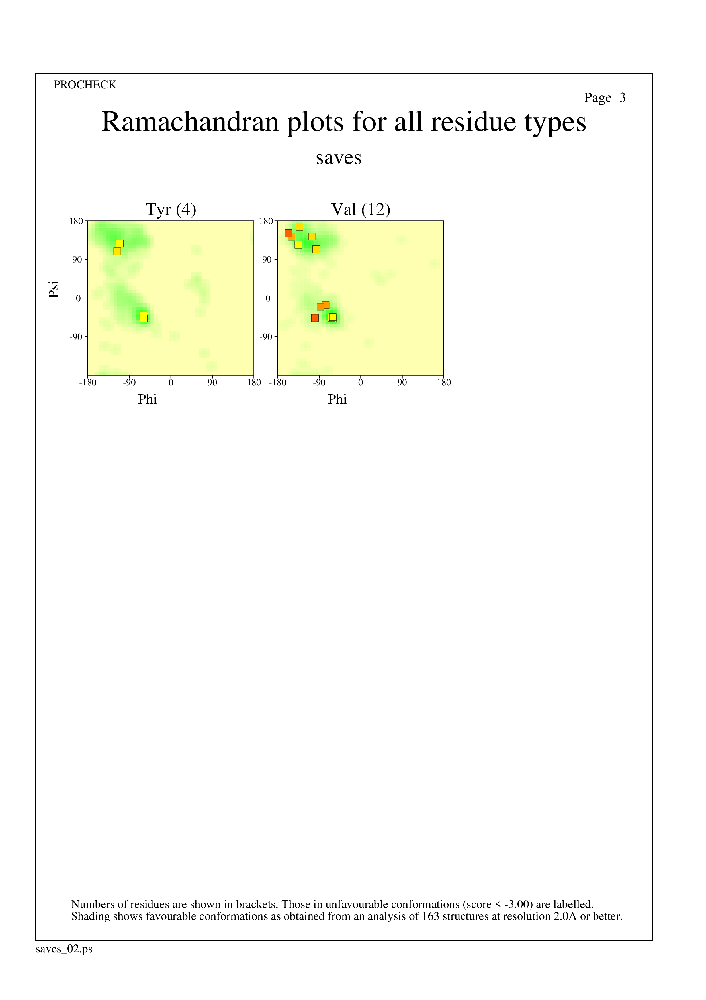 PROCHECK
Page 3
Ramachandran plots for all residue types
saves
Tyr (4)
180
90
0
-90
-180 -90 0 90 180
Psi
Phi
Val (12)
180
90
0
-90
-180 -90 0 90 180
Phi
Numbers of residues are shown in brackets. Those in unfavourable conformations (score < -3.00) are labelled.
Shading shows favourable conformations as obtained from an analysis of 163 structures at resolution 2.0A or better.
saves_02.ps